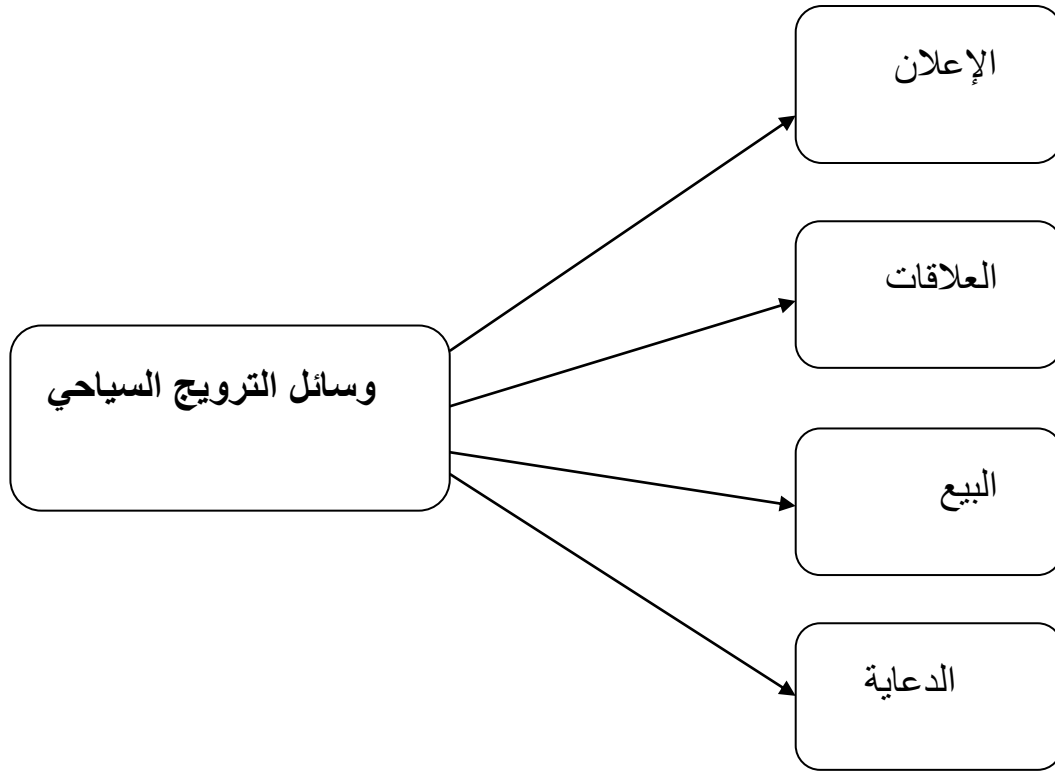 الإعلان
العلاقات
وسائل الترويج السياحي
البيع
الدعاية